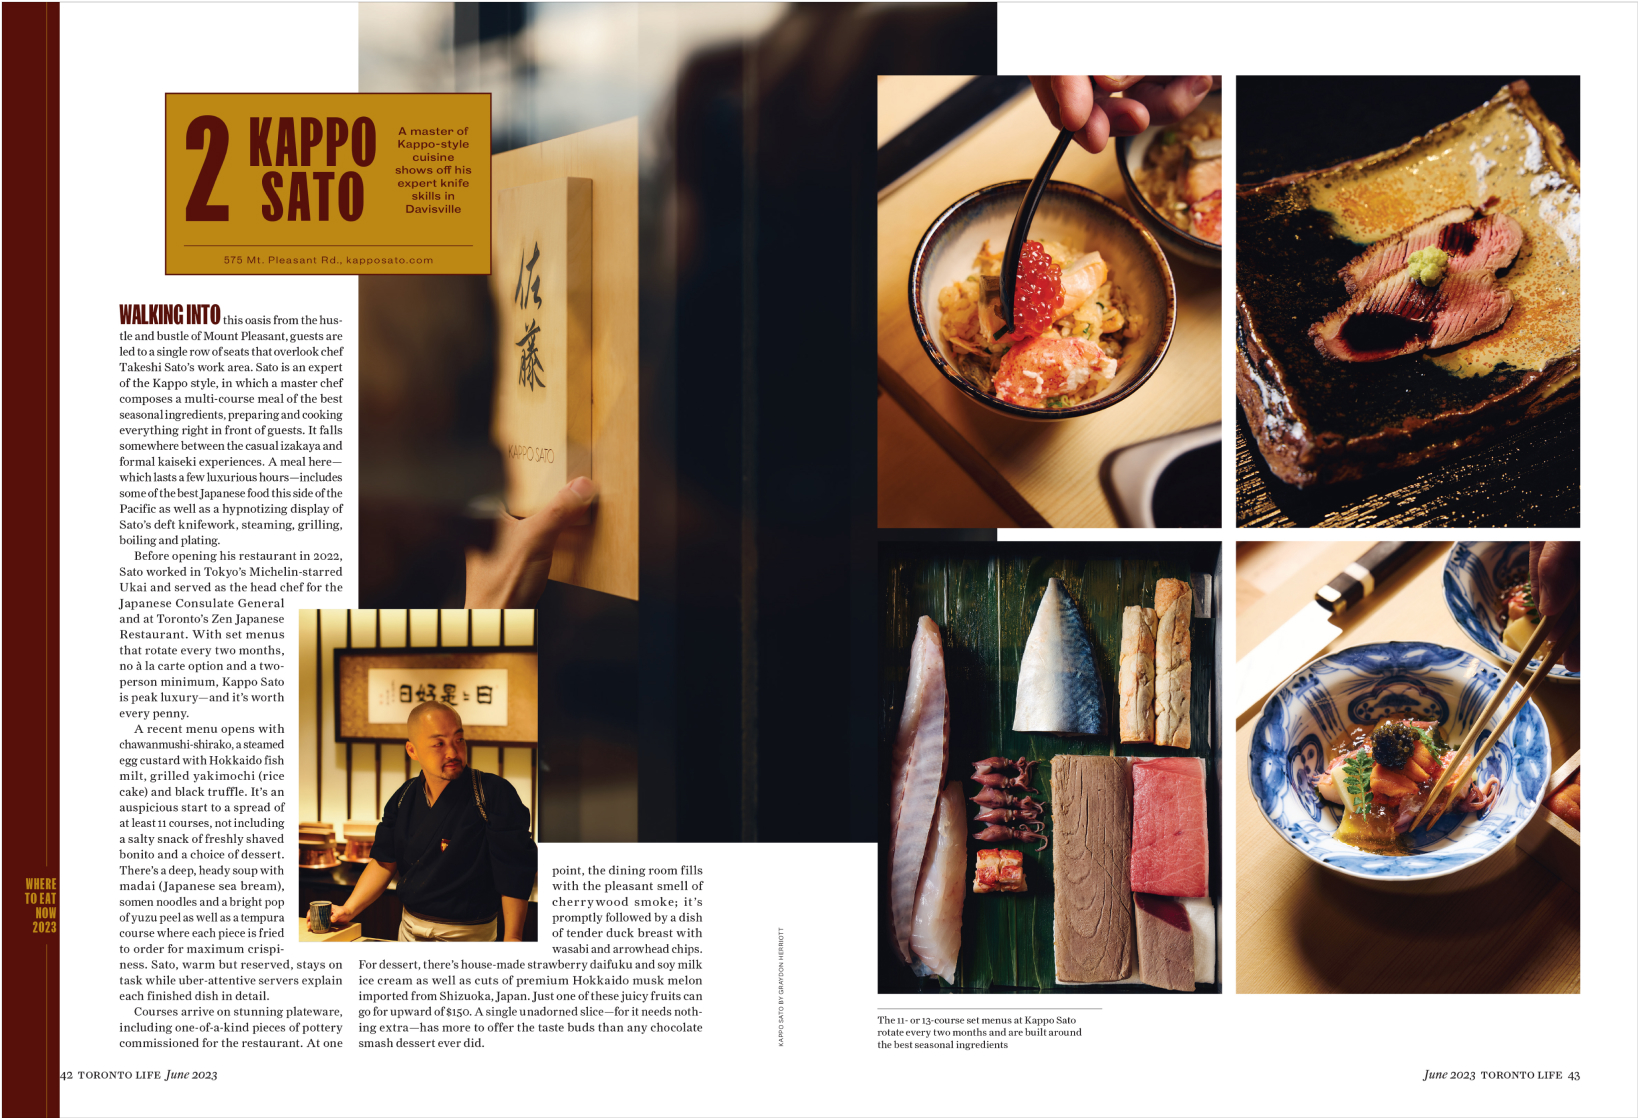 2 KAPPO
SATO
A master of
Kappo-style
cuisine
shows off his
expert knife
skills in
Davisville
575 Mt. Pleasant Rd., kapposato.com
WALKING INTO this oasis from the hus-
tle and bustle of Mount Pleasant, guests are
led to a single row of seats that overlook chef
Takeshi Sato's work area. Sato is an expert
of the Kappo style, in which a master chef
composes a multi-course meal of the best
seasonal ingredients, preparing and cooking
everything right in front of guests. It falls
somewhere between the casual izakaya and
formal kaiseki experiences. A meal here—
which lasts a few luxurious hours—includes
some of the best Japanese food this side of the
Pacific as well as a hypnotizing display of
Sato's deft knifework, steaming, grilling,
boiling and plating.
Before opening his restaurant in 2022,
Sato worked in Tokyo's Michelin-starred
Ukai and served as the head chef for the
Japanese Consulate General
and at Toronto's Zen Japanese
Restaurant. With set menus
that rotate every two months,
no à la carte option and a two-
person minimum, Kappo Sato
is peak luxury—and it's worth
every penny.
A recent menu opens with
chawanmushi-shirako, a steamed
egg custard with Hokkaido fish
milt, grilled yakimochi (rice
cake) and black truffle. It's an
auspicious start to a spread of
at least 11 courses, not including
a salty snack of freshly shaved
bonito and a choice of dessert.
There's a deep, heady soup with
madai (Japanese sea bream),
somen noodles and a bright pop
of yuzu peel as well as a tempura
course where each piece is fried
to order for maximum crispi-
ness. Sato, warm but reserved, stays on
task while uber-attentive servers explain
each finished dish in detail.
Courses arrive on stunning plateware,
including one-of-a-kind pieces of pottery
commissioned for the restaurant. At one
point, the dining room fills
with the pleasant smell of
cherrywood smoke; it's
promptly followed by a dish
of tender duck breast with
wasabi and arrowhead chips.
For dessert, there's house-made strawberry daifuku and soy milk
ice cream as well as cuts of premium Hokkaido musk melon
imported from Shizuoka, Japan. Just one of these juicy fruits can
go for upward of $150. A single unadorned slice—for it needs noth-
ing extra—has more to offer the taste buds than any chocolate
smash dessert ever did.
佐藤
KAPPO SATO
日好是々日
WHERE
TO EAT
NOW
2023
KAPPO SATO BY GRAYDON HERRIOTT
The 11- or 13-course set menus at Kappo Sato
rotate every two months and are built around
the best seasonal ingredients
42 TORONTO LIFE June 2023
June 2023 TORONTO LIFE 43